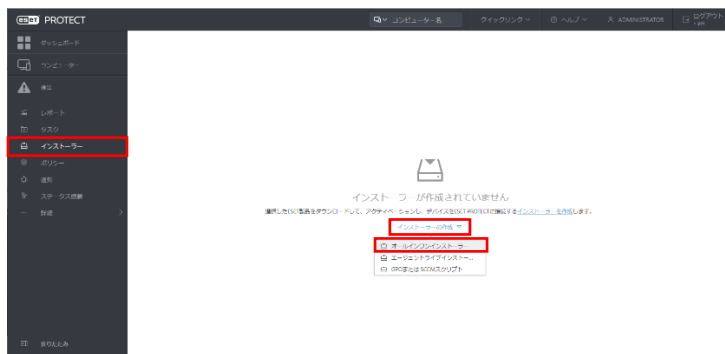 eset PROTECT
コンピューター名
クイックリンク
ヘルプ
ADMINISTRATOR
ログアウト
ダッシュボード
コンピューター
検出
レポート
タスク
インストーラー
ポリシー
通知
ステータス概要
詳細
インストーラーが作成されていません
選択したESET製品をダウンロードして、アクティベーションし、デバイスをESET PROTECTに接続するインストーラーを作成します。
インストーラーの作成
オールインワンインストーラー
エージェントライブインストー...
GPOまたはSCCMスクリプト
折りたたみ